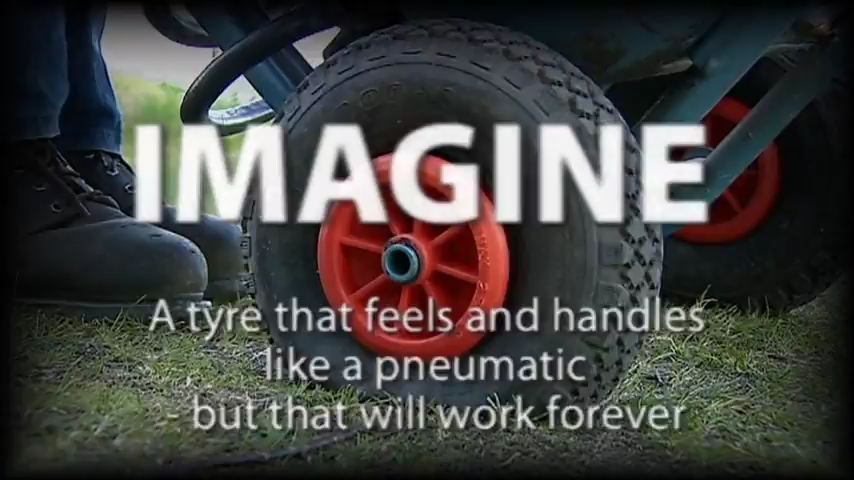 IMAGINE
A tyre that feels and handles
like a pneumatic
- but that will work forever